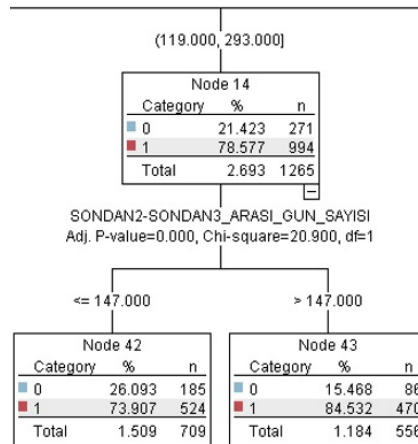 (119.000, 293.000]
Node 14
Category % n
0 21.423 271
1 78.577 994
Total 2.693 1265
SONDAN2-SONDAN3_ARASI_GUN_SAYISI
Adj. P-value=0.000, Chi-square=20.900, df=1
<= 147.000
> 147.000
Node 42
Category % n
0 26.093 185
1 73.907 524
Total 1.509 709
Node 43
Category % n
0 15.468 86
1 84.532 470
Total 1.184 556